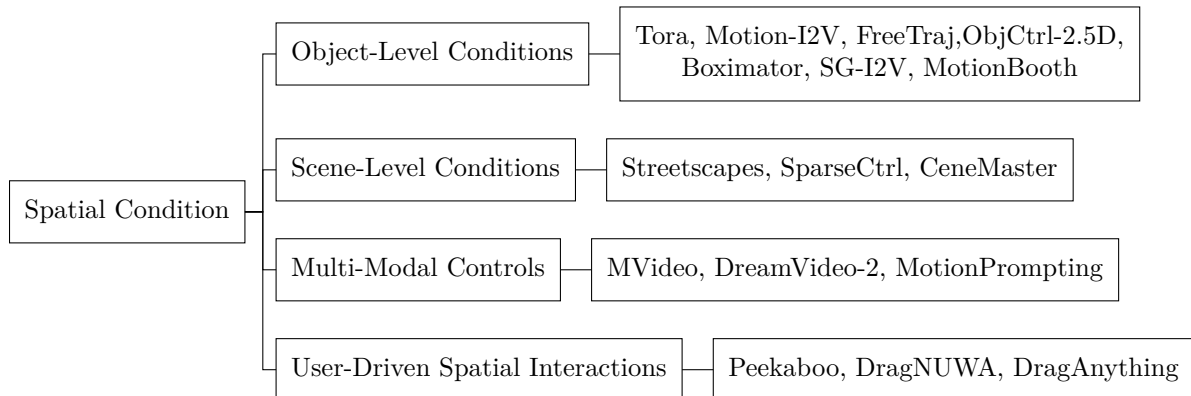 Object-Level Conditions
Tora, Motion-I2V, FreeTraj,ObjCtrl-2.5D,
Boximator, SG-I2V, MotionBooth
Scene-Level Conditions
Streetscapes, SparseCtrl, CeneMaster
Spatial Condition
Multi-Modal Controls
MVideo, DreamVideo-2, MotionPrompting
User-Driven Spatial Interactions
Peekaboo, DragNUWA, DragAnything